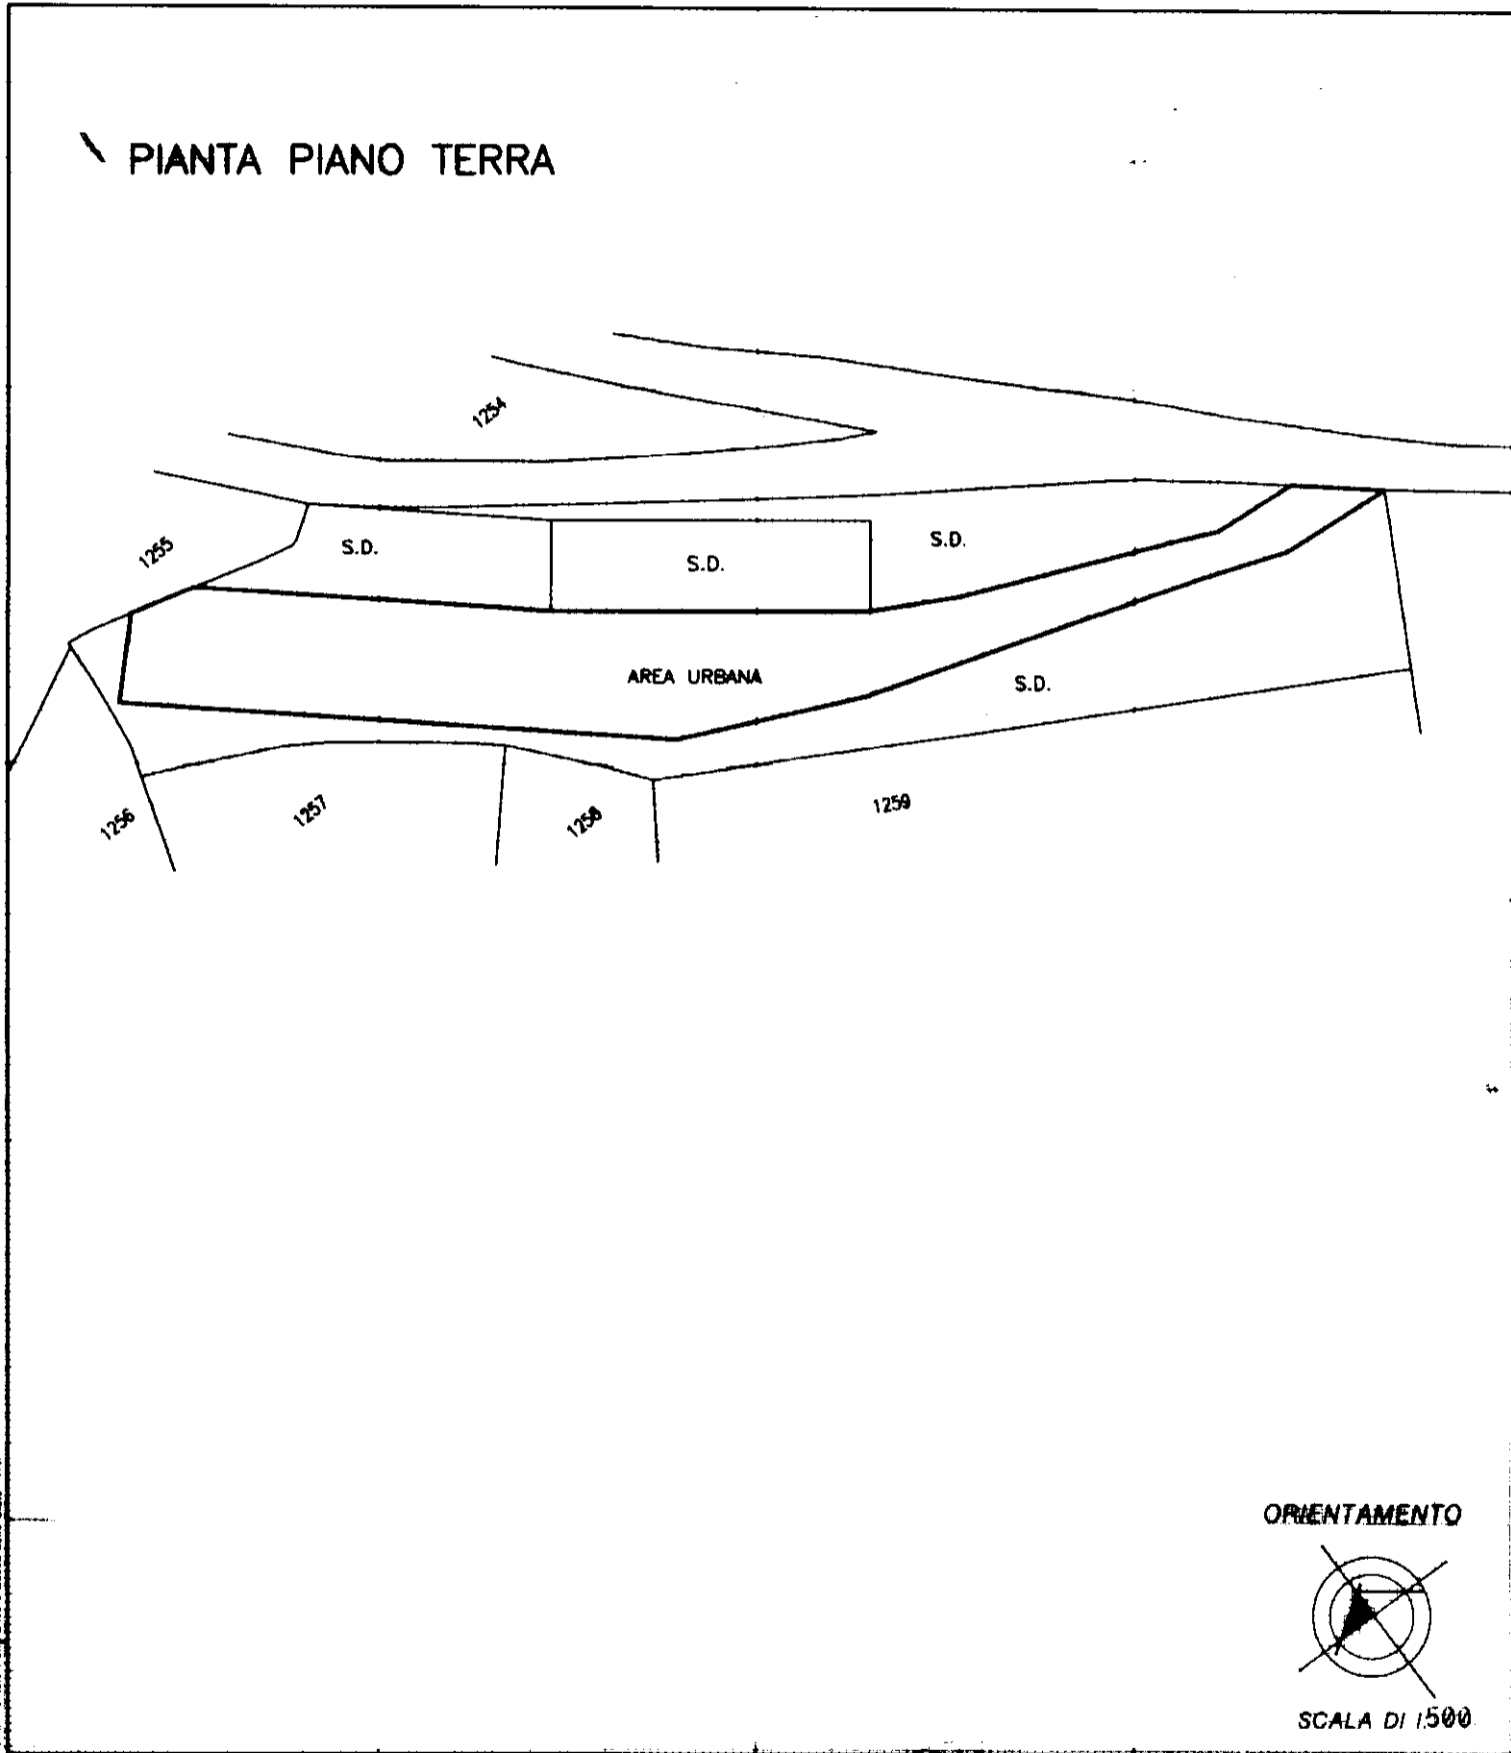 PIANTA PIANO TERRA
1254
1255
S.D.
S.D.
S.D.
AREA URBANA
S.D.
1256
1257
1258
1259
ORIENTAMENTO
SCALA DI 1:500